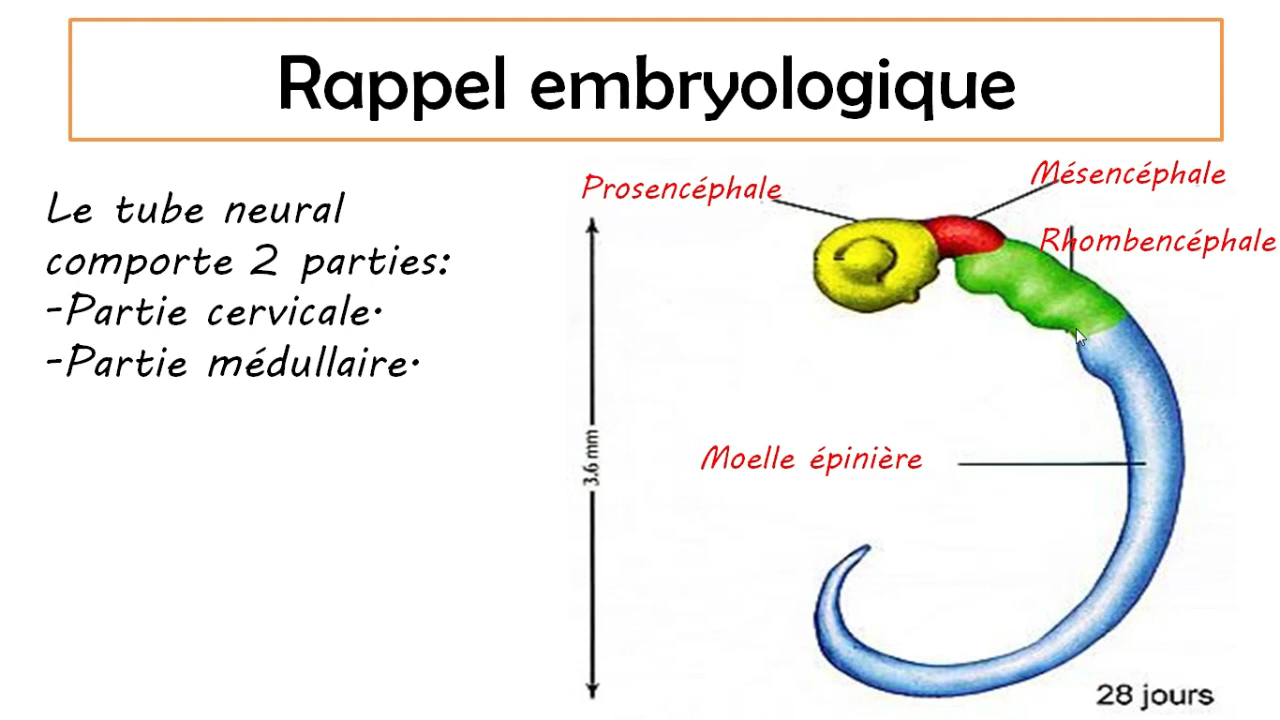 Rappel embryologique
Le tube neural
comporte 2 parties:
-Partie cervicale.
-Partie médullaire.
Prosencéphale
Mésencéphale
Rhombencéphale
3.6 mm
Moelle épinière
28 jours